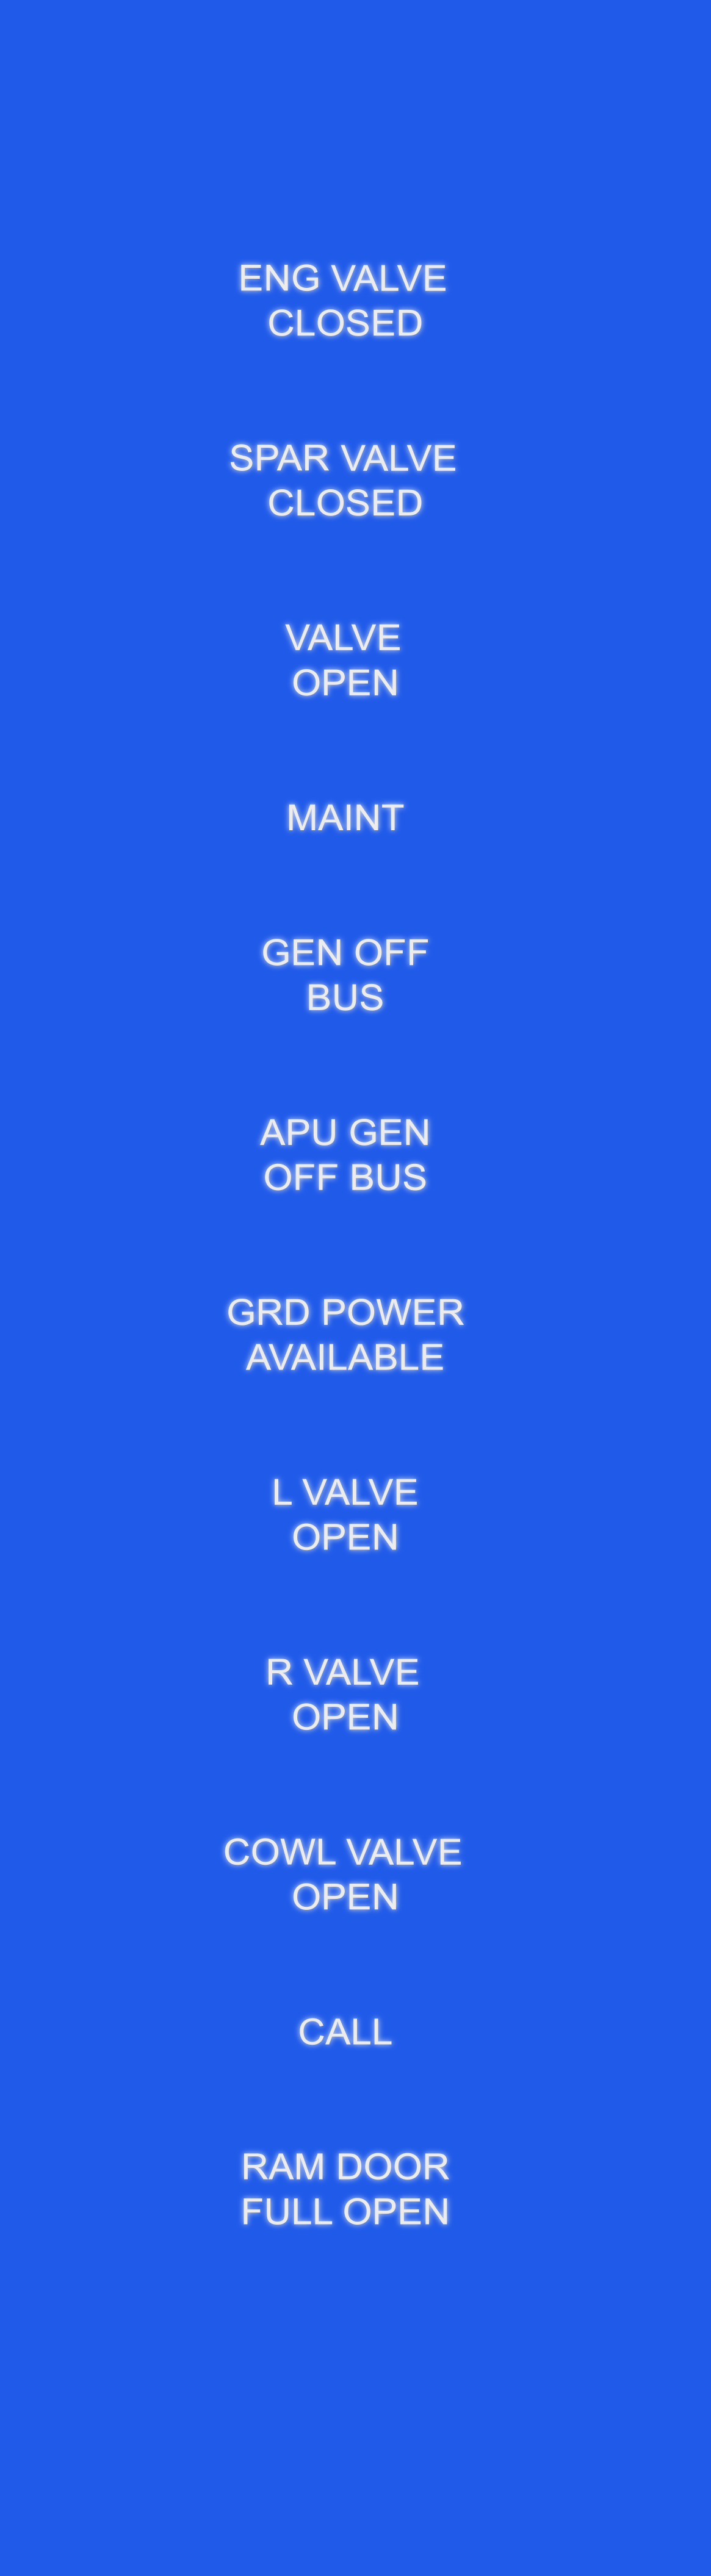 ENG VALVE
CLOSED
SPAR VALVE
CLOSED
VALVE
OPEN
MAINT
GEN OFF
BUS
APU GEN
OFF BUS
GRD POWER
AVAILABLE
L VALVE
OPEN
R VALVE
OPEN
COWL VALVE
OPEN
CALL
RAM DOOR
FULL OPEN